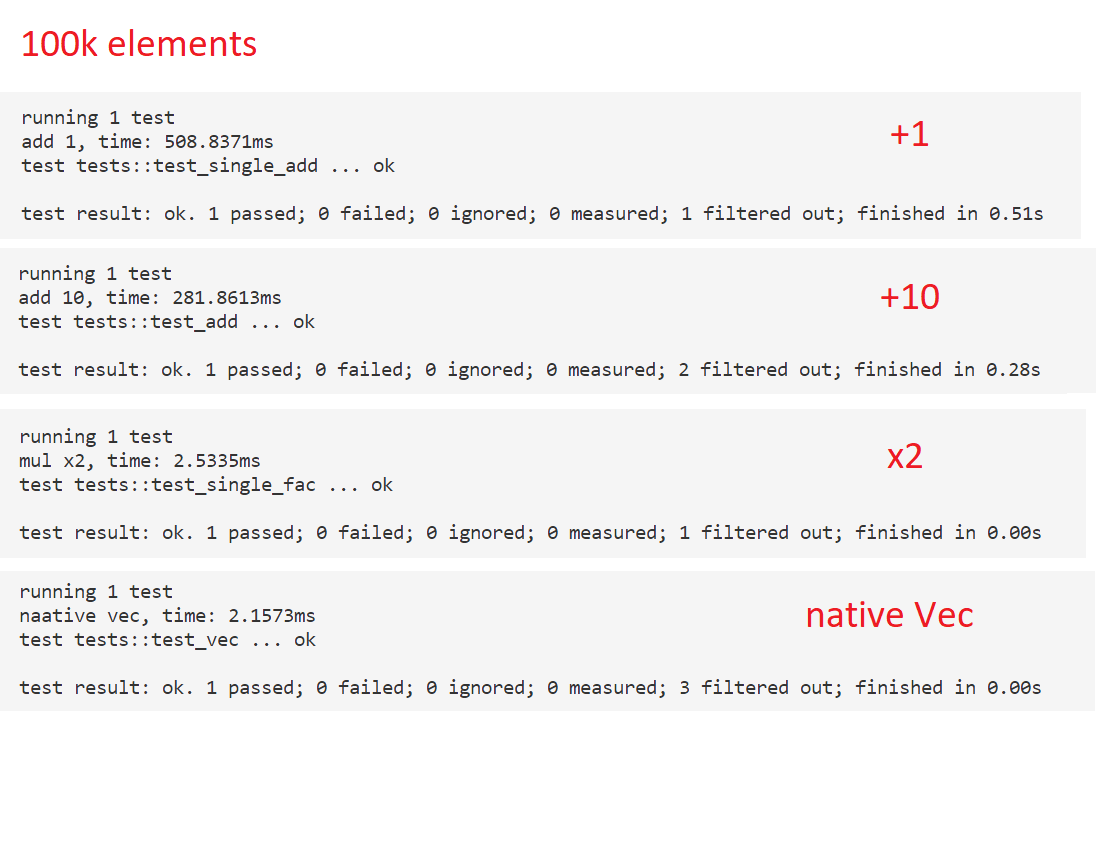 100k elements
running 1 test
add 1, time: 508.8371ms
+1
test tests::test_single_add ... ok
test result: ok. 1 passed; 0 failed; 0 ignored; 0 measured; 1 filtered out; finished in 0.51s
running 1 test
add 10, time: 281.8613ms
+10
test tests::test_add ... ok
test result: ok. 1 passed; 0 failed; 0 ignored; 0 measured; 2 filtered out; finished in 0.28s
running 1 test
mul x2, time: 2.5335ms
x2
test tests::test_single_fac ... ok
test result: ok. 1 passed; 0 failed; 0 ignored; 0 measured; 1 filtered out; finished in 0.00s
running 1 test
naative vec, time: 2.1573ms
native Vec
test tests::test_vec ... ok
test result: ok. 1 passed; 0 failed; 0 ignored; 0 measured; 3 filtered out; finished in 0.00s